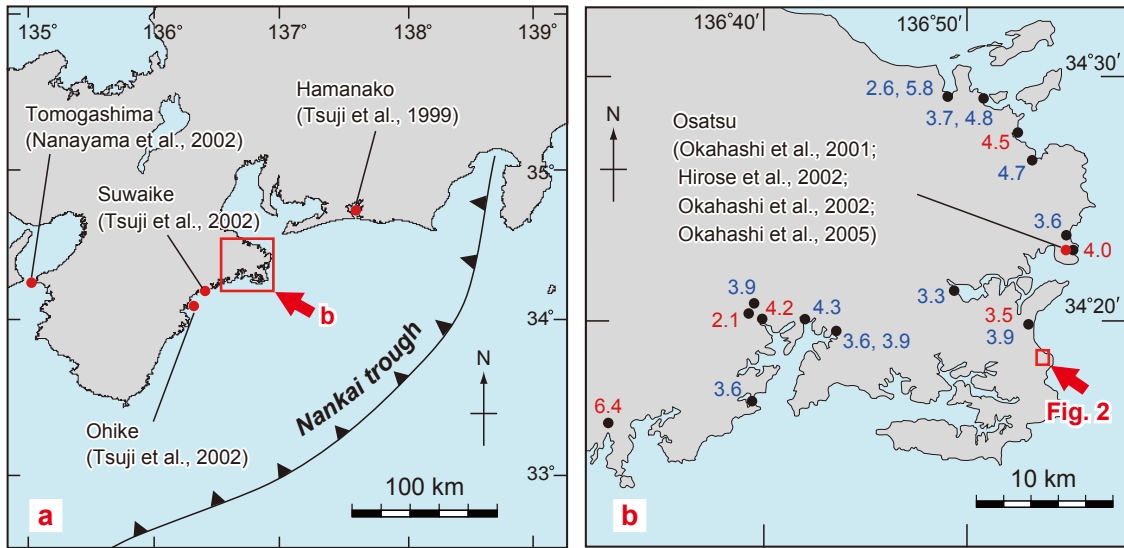 135°
136°
137°
138°
139°
Hamanako
(Tsuji et al., 1999)
Tomogashima
(Nanayama et al., 2002)
Suwaike
(Tsuji et al., 2002)
35°
b
34°
N
Nankai trough
Ohike
(Tsuji et al., 2002)
33°
100 km
a
136°40′
136°50′
34°30′
2.6, 5.8
3.7, 4.8
N
Osatsu
(Okahashi et al., 2001;
Hirose et al., 2002;
Okahashi et al., 2002;
Okahashi et al., 2005)
4.5
4.7
3.6
4.0
3.9
4.2
4.3
3.3
3.5
34°20′
2.1
3.6, 3.9
3.9
3.6
Fig. 2
6.4
10 km
b